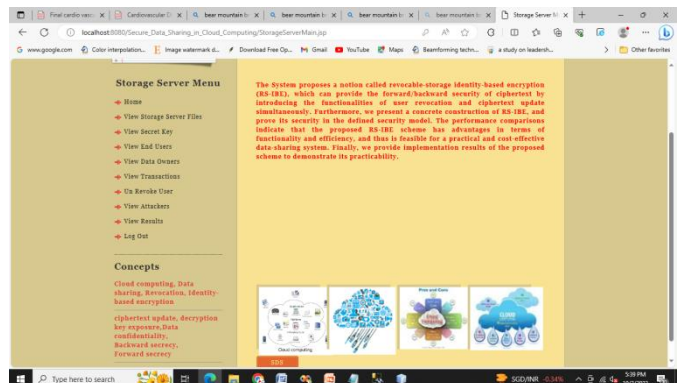 Final cardio vasc
Cardiovascular D
bear mountain b
bear mountain b
bear mountain b
bear mountain b
Storage Server M
localhost:8080/Secure_Data_Sharing_in_Cloud_Computing/StorageServerMain.jsp
www.google.com
Color interpolation...
Image watermark d...
Download Free Op...
Gmail
YouTube
Maps
Beamforming techn...
a study on leadersh...
Other favorites
Storage Server Menu
Home
View Storage Server Files
View Secret Key
View End Users
View Data Owners
View Transactions
Un Revoke User
View Attackers
View Results
Log Out
Concepts
Cloud computing, Data
sharing, Revocation, Identity-
based encryption
ciphertext update, decryption
key exposure,Data
confidentiality,
Backward secrecy,
Forward secrecy
The System proposes a notion called revocable-storage identity-based encryption
(RS-IBE), which can provide the forward/backward security of ciphertext by
introducing the functionalities of user revocation and ciphertext update
simultaneously. Furthermore, we present a concrete construction of RS-IBE, and
prove its security in the defined security model. The performance comparisons
indicate that the proposed RS-IBE scheme has advantages in terms of
functionality and efficiency, and thus is feasible for a practical and cost-effective
data-sharing system. Finally, we provide implementation results of the proposed
scheme to demonstrate its practicability.
Cloud computing
Pros and Cons
CLOUD
SDS
Type here to search
SGD/INR -0.34%
5:39 PM